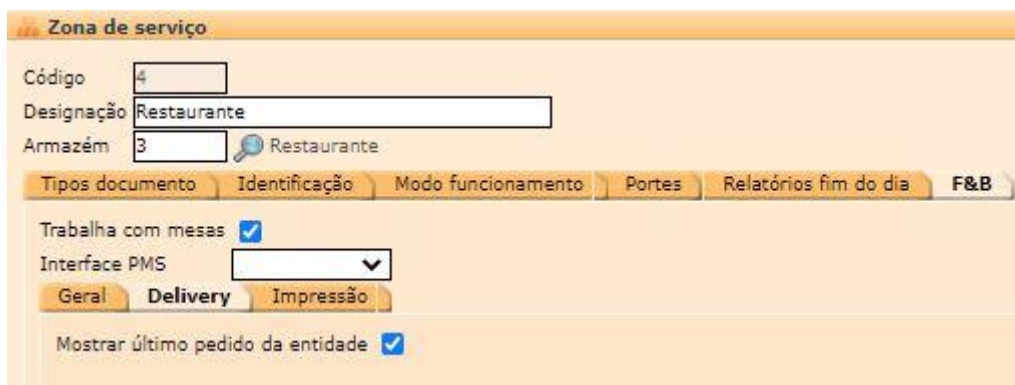 Zona de serviço
Código 4
Designação Restaurante
Armazém 3 Restaurante
Tipos documento Identificação Modo funcionamento Portes Relatórios fim do dia F&B
Trabalha com mesas
Interface PMS
Geral Delivery Impressão
Mostrar último pedido da entidade